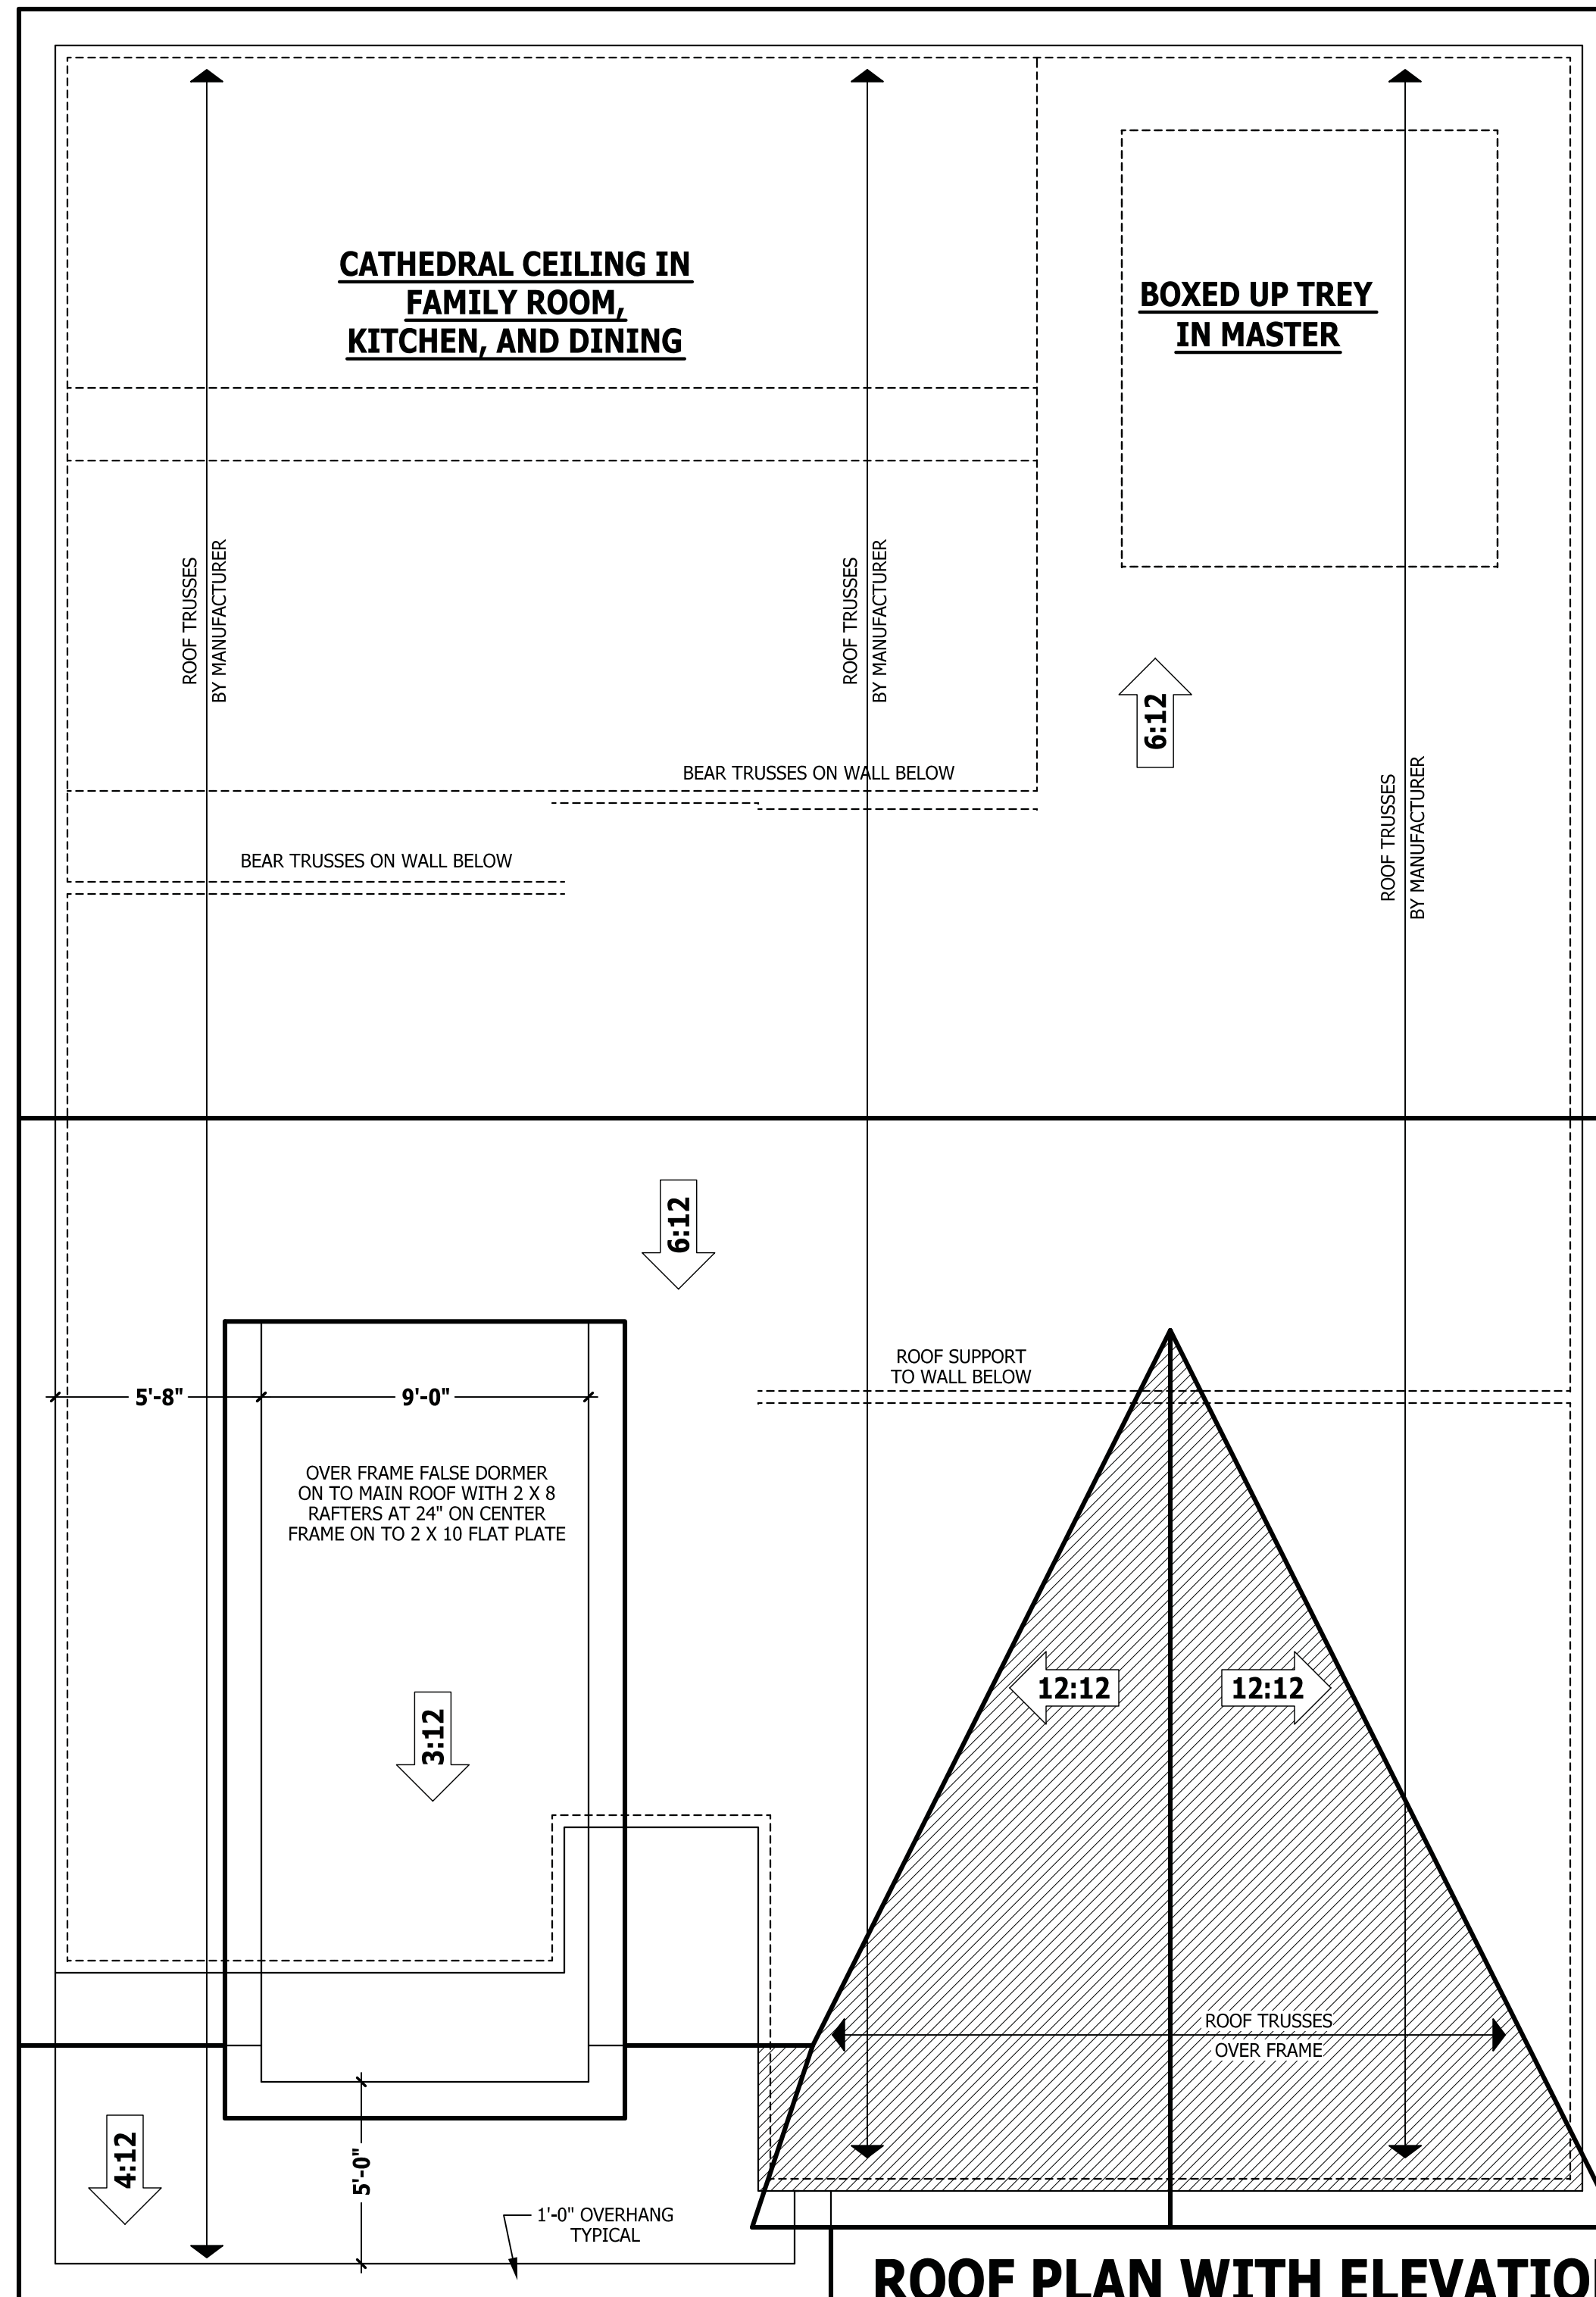 CATHEDRAL CEILING IN
FAMILY ROOM,
KITCHEN, AND DINING
BOXED UP TREY
IN MASTER
ROOF TRUSSES
BY MANUFACTURER
ROOF TRUSSES
BY MANUFACTURER
6:12
BEAR TRUSSES ON WALL BELOW
ROOF TRUSSES
BY MANUFACTURER
BEAR TRUSSES ON WALL BELOW
6:12
ROOF SUPPORT
TO WALL BELOW
5'-8"
9'-0"
OVER FRAME FALSE DORMER
ON TO MAIN ROOF WITH 2 X 8
RAFTERS AT 24" ON CENTER
FRAME ON TO 2 X 10 FLAT PLATE
12:12
12:12
3:12
ROOF TRUSSES
OVER FRAME
4:12
5'-0"
1'-0" OVERHANG
TYPICAL
ROOF PLAN WITH